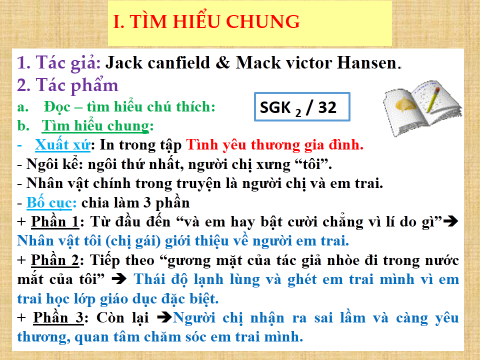 I. TÌM HIỂU CHUNG
1. Tác giả: Jack canfield & Mack victor Hansen.
2. Tác phẩm
a. Đọc – tìm hiểu chú thích:
SGK 2 / 32
b. Tìm hiểu chung:
- Xuất xứ: In trong tập Tình yêu thương gia đình.
- Ngôi kể: ngôi thứ nhất, người chị xưng “tôi”.
- Nhân vật chính trong truyện là người chị và em trai.
- Bố cục: chia làm 3 phần
+ Phần 1: Từ đầu đến “và em hay bật cười chẳng vì lí do gì”➔
Nhân vật tôi (chị gái) giới thiệu về người em trai.
+ Phần 2: Tiếp theo “gương mặt của tác giả nhòe đi trong nước
mắt của tôi” ➔ Thái độ lạnh lùng và ghét em trai mình vì em
trai học lớp giáo dục đặc biệt.
+ Phần 3: Còn lại ➔Người chị nhận ra sai lầm và càng yêu
thương, quan tâm chăm sóc em trai mình.